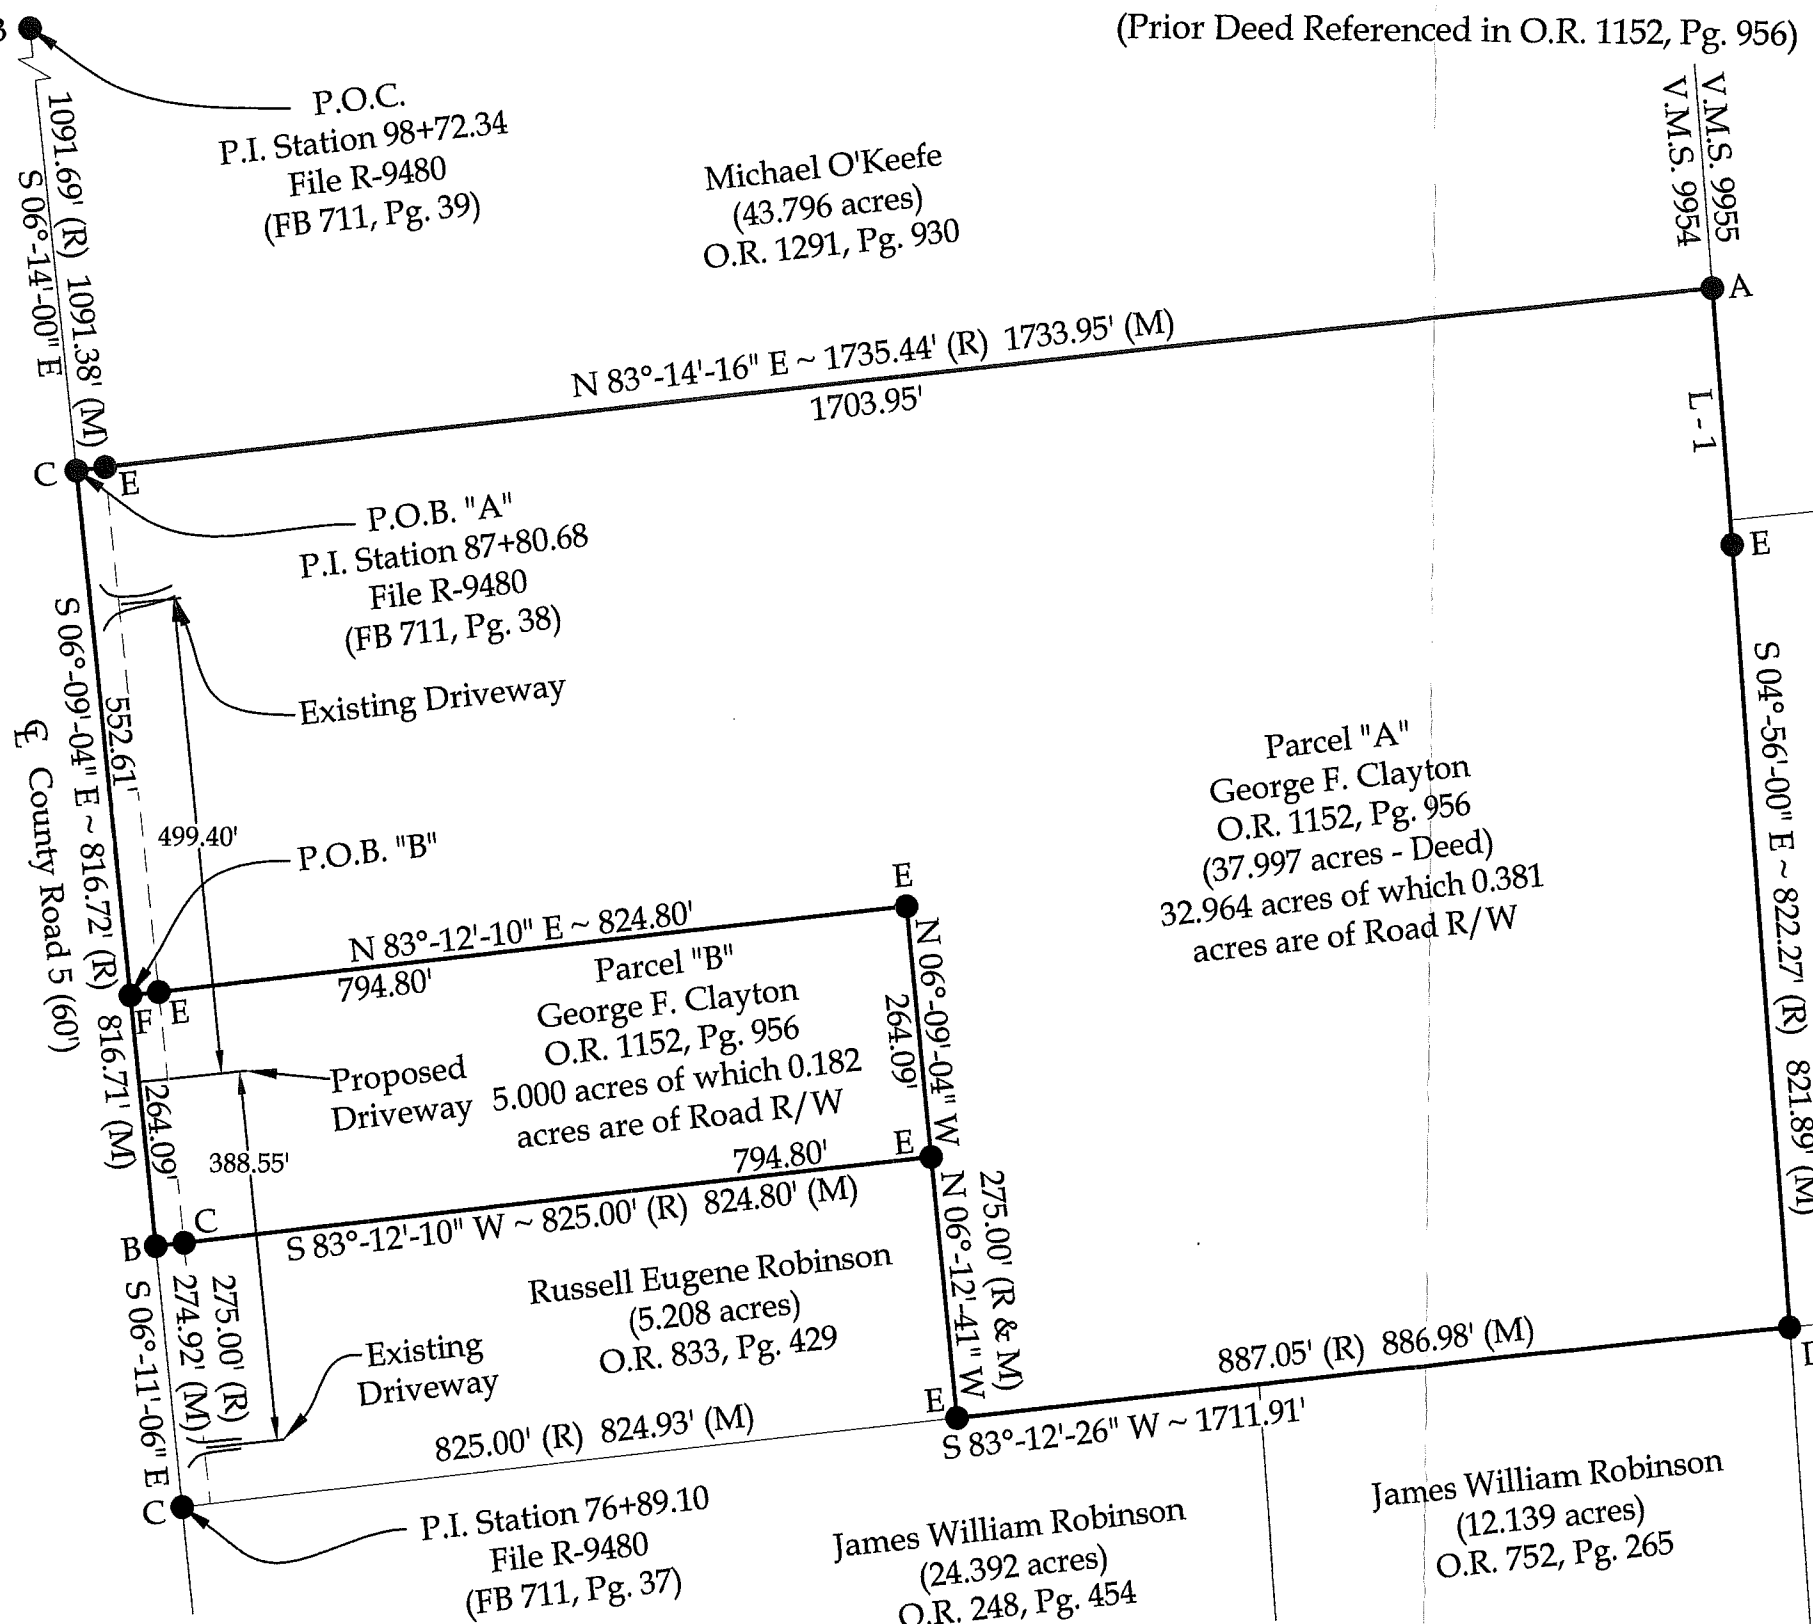 B
(Prior Deed Referenced in O.R. 1152, Pg. 956)
P.O.C.
P.I. Station 98+72.34
File R-9480
(FB 711, Pg. 39)
1091.69' (R) 1091.38' (M)
S 06°-14'-00" E
Michael O'Keefe
(43.796 acres)
O.R. 1291, Pg. 930
V.M.S. 9955
V.M.S. 9954
A
N 83°-14'-16" E ~ 1735.44' (R) 1733.95' (M)
1703.95'
L - 1
C
E
P.O.B. "A"
P.I. Station 87+80.68
File R-9480
(FB 711, Pg. 38)
E
Existing Driveway
S 06°-09'-04" E ~ 816.72' (R) 816.71' (M)
552.61'
℄ County Road 5 (60')
499.40'
P.O.B. "B"
Parcel "A"
George F. Clayton
O.R. 1152, Pg. 956
(37.997 acres - Deed)
32.964 acres of which 0.381
acres are of Road R/W
S 04°-56'-00" E ~ 822.27' (R) 821.89' (M)
E
N 83°-12'-10" E ~ 824.80'
794.80'
F
E
Parcel "B"
George F. Clayton
O.R. 1152, Pg. 956
5.000 acres of which 0.182
acres are of Road R/W
N 06°-09'-04" W
264.09'
Proposed
Driveway
264.09'
388.55'
794.80'
E
S 83°-12'-10" W ~ 825.00' (R) 824.80' (M)
B
C
S 06°-11'-06" E
274.92' (M)
275.00' (R)
Russell Eugene Robinson
(5.208 acres)
O.R. 833, Pg. 429
N 06°-12'-41" W
275.00' (R & M)
Existing
Driveway
887.05' (R) 886.98' (M)
E
S 83°-12'-26" W ~ 1711.91'
825.00' (R) 824.93' (M)
C
P.I. Station 76+89.10
File R-9480
(FB 711, Pg. 37)
James William Robinson
(24.392 acres)
O.R. 248, Pg. 454
James William Robinson
(12.139 acres)
O.R. 752, Pg. 265